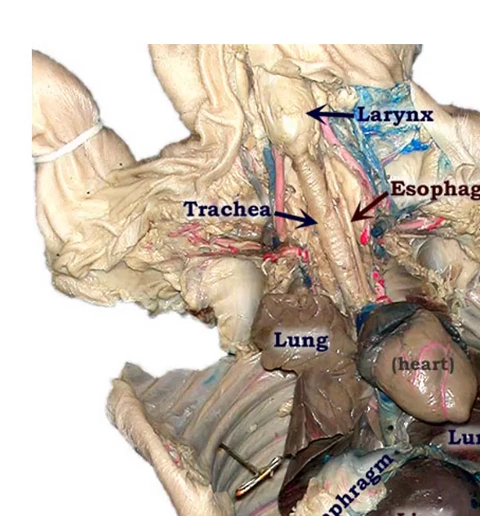 Larynx
Esophag
Trachea
Lung
(heart)
Lu
phragm